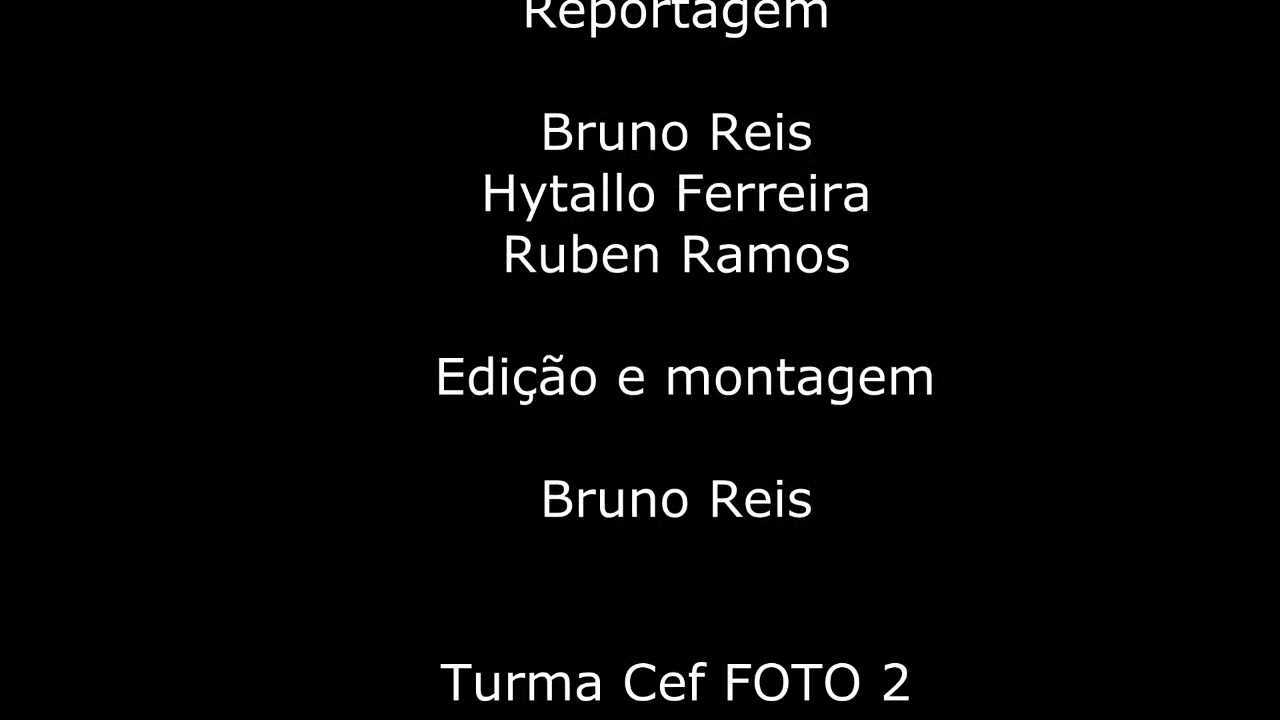 Reportagem
Bruno Reis
Hytallo Ferreira
Ruben Ramos
Edição e montagem
Bruno Reis
Turma Cef FOTO 2